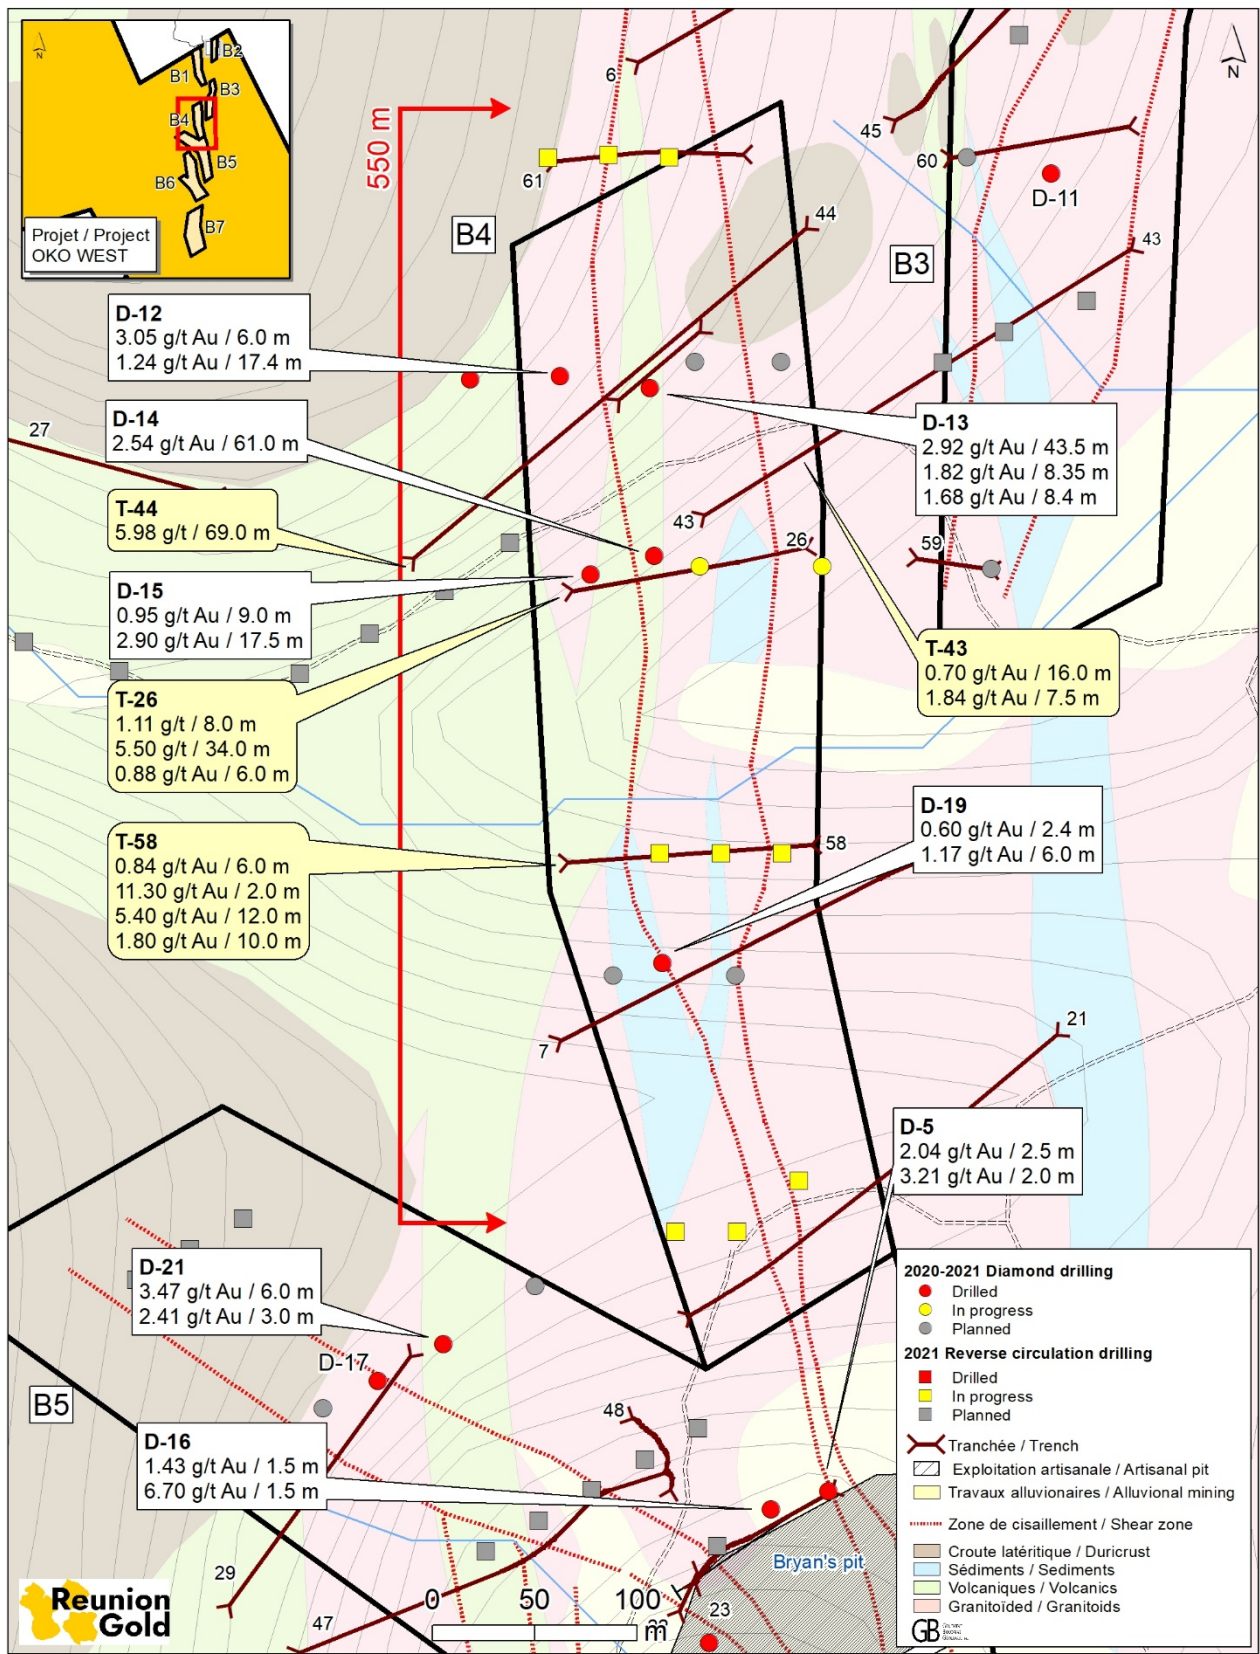 N
B2
B1
B3
B4
B5
B6
B7
Projet / Project
OKO WEST
N
6
45
60
D-11
61
550 m
B4
44
B3
43
D-12
3.05 g/t Au / 6.0 m
1.24 g/t Au / 17.4 m
D-14
2.54 g/t Au / 61.0 m
27
D-13
2.92 g/t Au / 43.5 m
1.82 g/t Au / 8.35 m
1.68 g/t Au / 8.4 m
T-44
5.98 g/t / 69.0 m
43
26
59
D-15
0.95 g/t Au / 9.0 m
2.90 g/t Au / 17.5 m
T-43
0.70 g/t Au / 16.0 m
1.84 g/t Au / 7.5 m
T-26
1.11 g/t / 8.0 m
5.50 g/t / 34.0 m
0.88 g/t Au / 6.0 m
D-19
0.60 g/t Au / 2.4 m
1.17 g/t Au / 6.0 m
T-58
0.84 g/t Au / 6.0 m
11.30 g/t Au / 2.0 m
5.40 g/t Au / 12.0 m
1.80 g/t Au / 10.0 m
58
7
21
D-5
2.04 g/t Au / 2.5 m
3.21 g/t Au / 2.0 m
D-21
3.47 g/t Au / 6.0 m
2.41 g/t Au / 3.0 m
D-17
B5
48
D-16
1.43 g/t Au / 1.5 m
6.70 g/t Au / 1.5 m
Bryan's pit
29
47
23
0 50 100
m
Reunion
Gold
2020-2021 Diamond drilling
Drilled
In progress
Planned
2021 Reverse circulation drilling
Drilled
In progress
Planned
Tranchée / Trench
Exploitation artisanale / Artisanal pit
Travaux alluvionaires / Alluvional mining
Zone de cisaillement / Shear zone
Croute latéritique / Duricrust
Sédiments / Sediments
Volcaniques / Volcanics
Granitoïded / Granitoids
GB